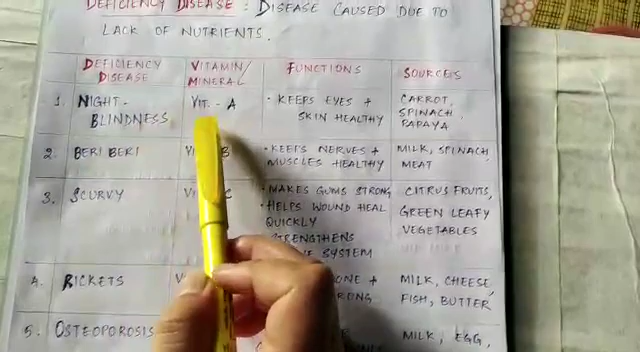 DEFICIENCY DISEASE : DISEASE CAUSED DUE TO
LACK OF NUTRIENTS.
DEFICIENCY DISEASE
VITAMIN/ MINERAL
FUNCTIONS
SOURCES
1. NIGHT-
BLINDNESS
VIT. - A
• KEEPS EYES +
SKIN HEALTHY
CARROT,
SPINACH,
PAPAYA
2. BERI BERI
B
• KEEPS NERVES +
MUSCLES HEALTHY
MILK, SPINACH,
MEAT
3. SCURVY
C
• MAKES GUMS STRONG
• HELPS WOUND HEAL
QUICKLY
STRENGTHENS
SYSTEM
CITRUS FRUITS,
GREEN LEAFY
VEGETABLES
4. RICKETS
+
MILK, CHEESE,
FISH, BUTTER
5. OSTEOPOROSIS
MILK, EGG,